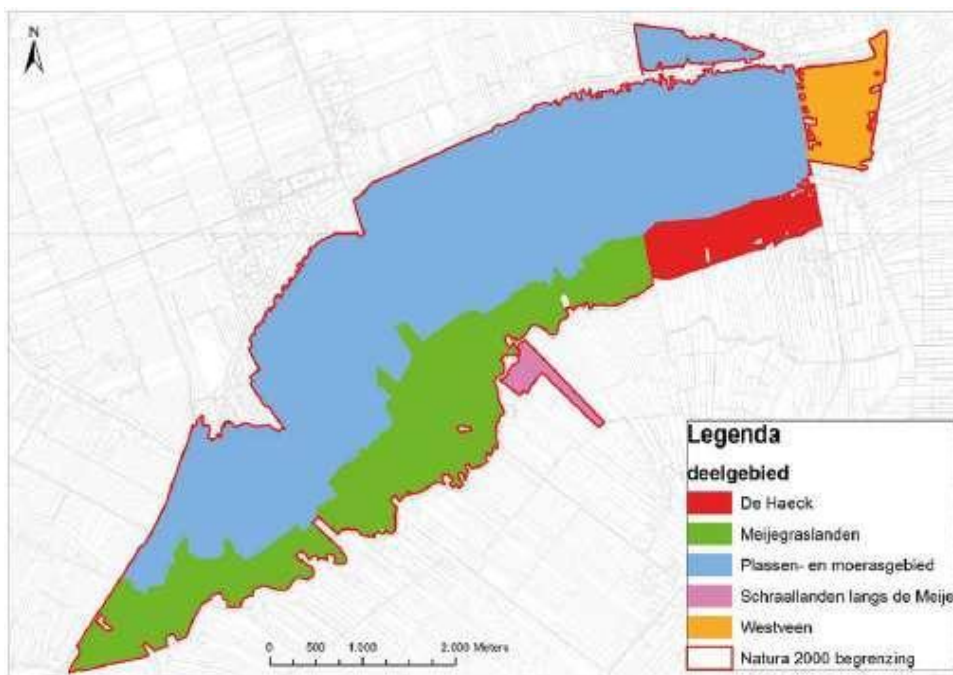 N
Legenda
deelgebied
De Haeck
Meijegraslanden
Plassen- en moerasgebied
Schraallanden langs de Meije
Westveen
Natura 2000 begrenzing
0 500 1.000 2.000 Meters